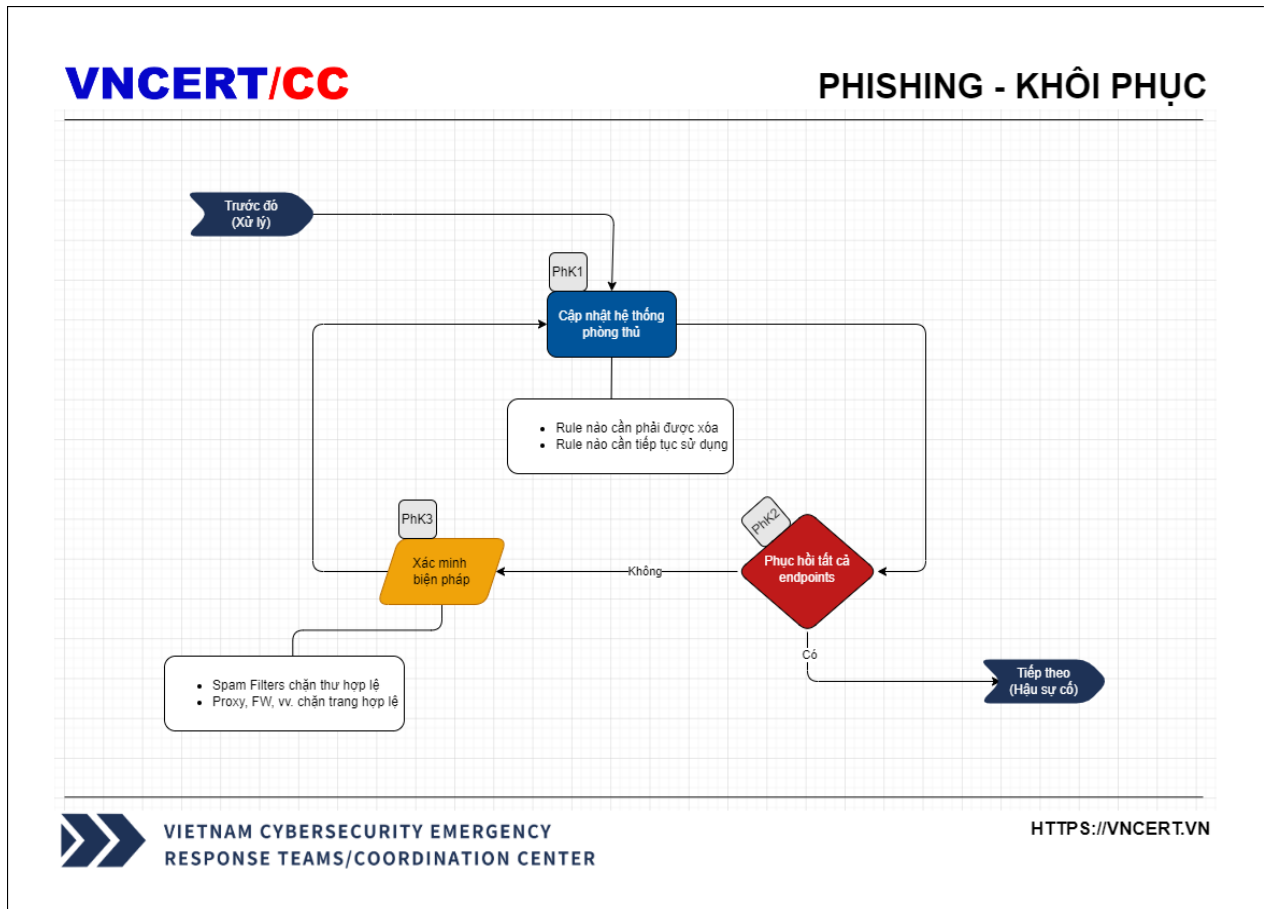 VNCERT/CC
PHISHING - KHÔI PHỤC
Trước đó
(Xử lý)
PhK1
Cập nhật hệ thống
phòng thủ
• Rule nào cần phải được xóa
• Rule nào cần tiếp tục sử dụng
PhK3
Xác minh
biện pháp
Không
PhK2
Phục hồi tất cả
endpoints
Có
• Spam Filters chặn thư hợp lệ
• Proxy, FW, vv. chặn trang hợp lệ
Tiếp theo
(Hậu sự cố)
VIETNAM CYBERSECURITY EMERGENCY
RESPONSE TEAMS/COORDINATION CENTER
HTTPS://VNCERT.VN